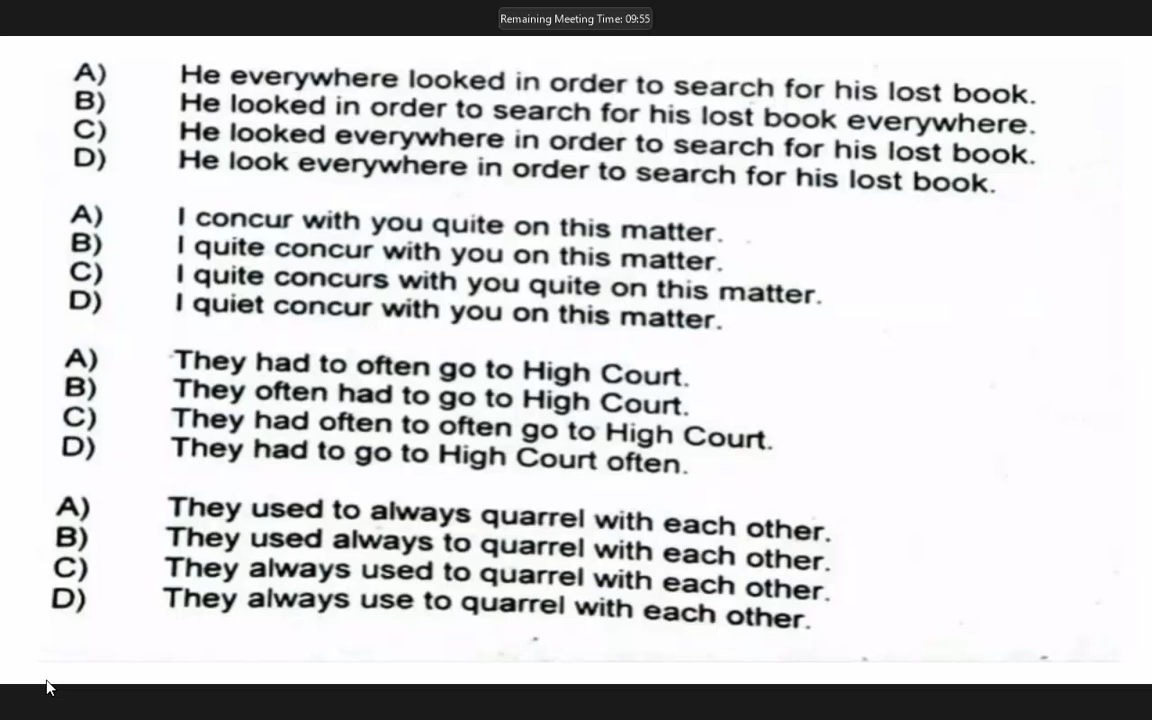 Remaining Meeting Time: 09:55
A) He everywhere looked in order to search for his lost book.
B) He looked in order to search for his lost book everywhere.
C) He looked everywhere in order to search for his lost book.
D) He look everywhere in order to search for his lost book.
A) I concur with you quite on this matter.
B) I quite concur with you on this matter.
C) I quite concurs with you quite on this matter.
D) I quiet concur with you on this matter.
A) They had to often go to High Court.
B) They often had to go to High Court.
C) They had often to often go to High Court.
D) They had to go to High Court often.
A) They used to always quarrel with each other.
B) They used always to quarrel with each other.
C) They always used to quarrel with each other.
D) They always use to quarrel with each other.